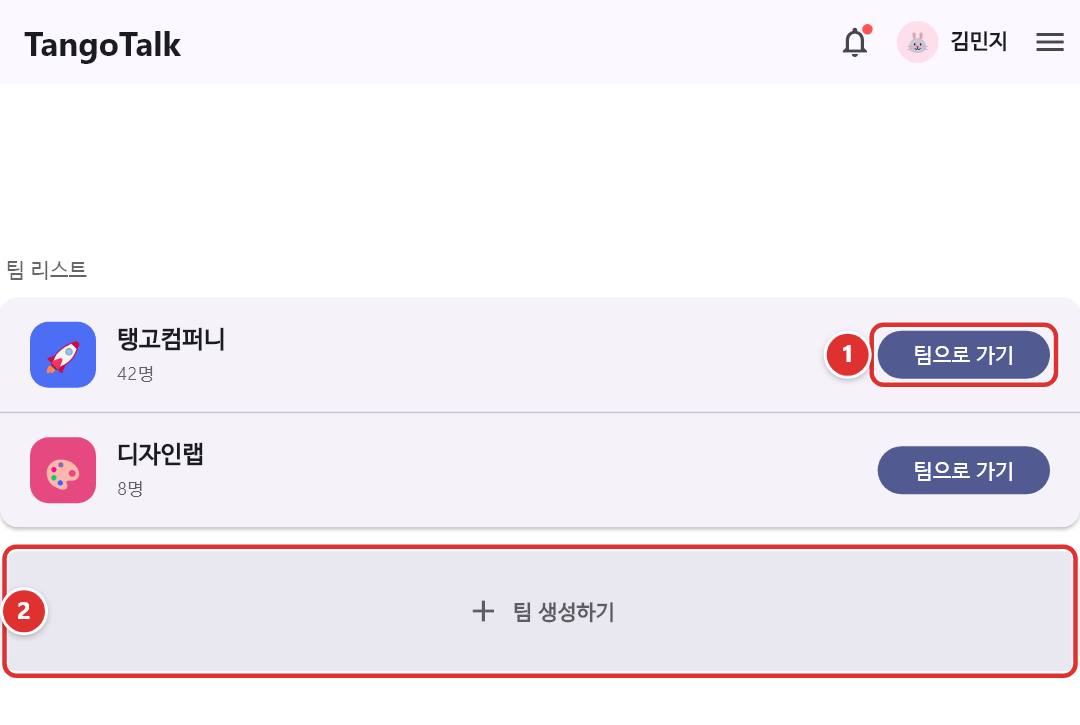 TangoTalk
김민지
팀 리스트
탱고컴퍼니
42명
1
팀으로 가기
디자인랩
8명
팀으로 가기
2
+ 팀 생성하기